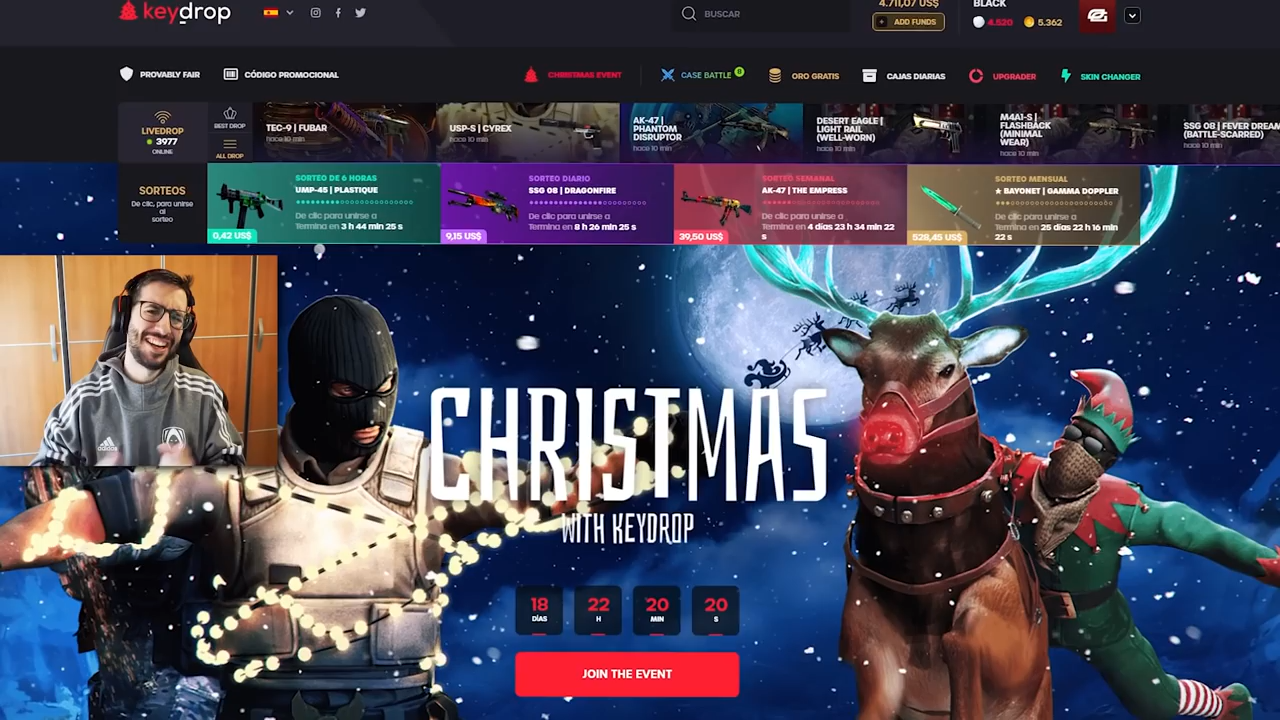 keydrop
BUSCAR
4.711,07 US$
ADD FUNDS
BLACK
4.520
5.362
PROVABLY FAIR
CÓDIGO PROMOCIONAL
CHRISTMAS EVENT
CASE BATTLE
ORO GRATIS
CAJAS DIARIAS
UPGRADER
SKIN CHANGER
LIVEDROP
3977
ONLINE
BEST DROP
ALL DROP
TEC-9 | FUBAR
hace 10 min
USP-S | CYREX
hace 10 min
AK-47 |
PHANTOM
DISRUPTOR
hace 10 min
DESERT EAGLE |
LIGHT RAIL
(WELL-WORN)
hace 10 min
M4A1-S |
FLASHBACK
(MINIMAL
WEAR)
hace 10 min
SSG 08 | FEVER DREAM
(BATTLE-SCARRED)
hace 10 min
SORTEOS
De clic para unirse
al
sorteo
SORTEO DE 6 HORAS
UMP-45 | PLASTIQUE
De clic para unirse a
Termina en 3 h 44 min 25 s
0,42 US$
SORTEO DIARIO
SSG 08 | DRAGONFIRE
De clic para unirse a
Termina en 8 h 26 min 25 s
9,15 US$
SORTEO SEMANAL
AK-47 | THE EMPRESS
De clic para unirse a
Termina en 4 días 23 h 34 min 22
s
39,50 US$
SORTEO MENSUAL
★ BAYONET | GAMMA DOPPLER
De clic para unirse a
Termina en 25 días 22 h 16 min
22 s
528,45 US$
adidas
CHRISTMAS
WITH KEYDROP
18 22 20 20
DÍAS H MIN S
JOIN THE EVENT